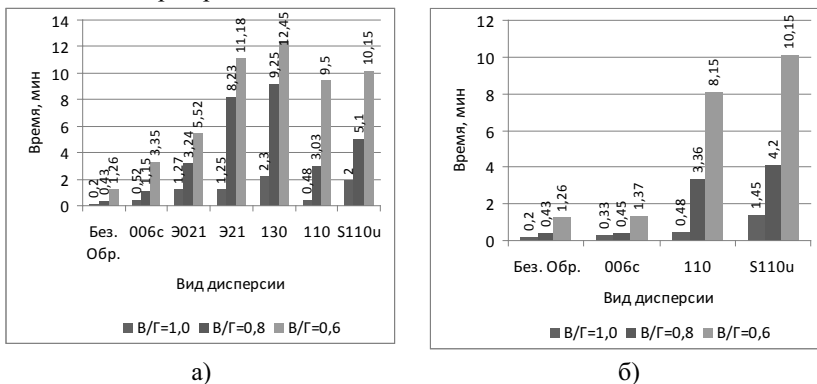 14
12
10
8
6
4
2
0
Время, мин
0,2
0,43
1,26
0,52
1,15
3,35
1,27
3,24
5,52
1,25
8,23
11,18
2,3
9,25
12,45
0,48
3,03
9,5
2
5,1
10,15
Без. Обр.
006с
Э021
Э21
130
110
S110u
Вид дисперсии
В/Г=1,0
В/Г=0,8
В/Г=0,6
а)
12
10
8
6
4
2
0
Время, мин
0,2
0,43
1,26
0,33
0,45
1,37
0,48
3,36
8,15
1,45
4,2
10,15
Без. Обр.
006с
110
S110u
Вид дисперсии
В/Г=1,0
В/Г=0,8
В/Г=0,6
б)